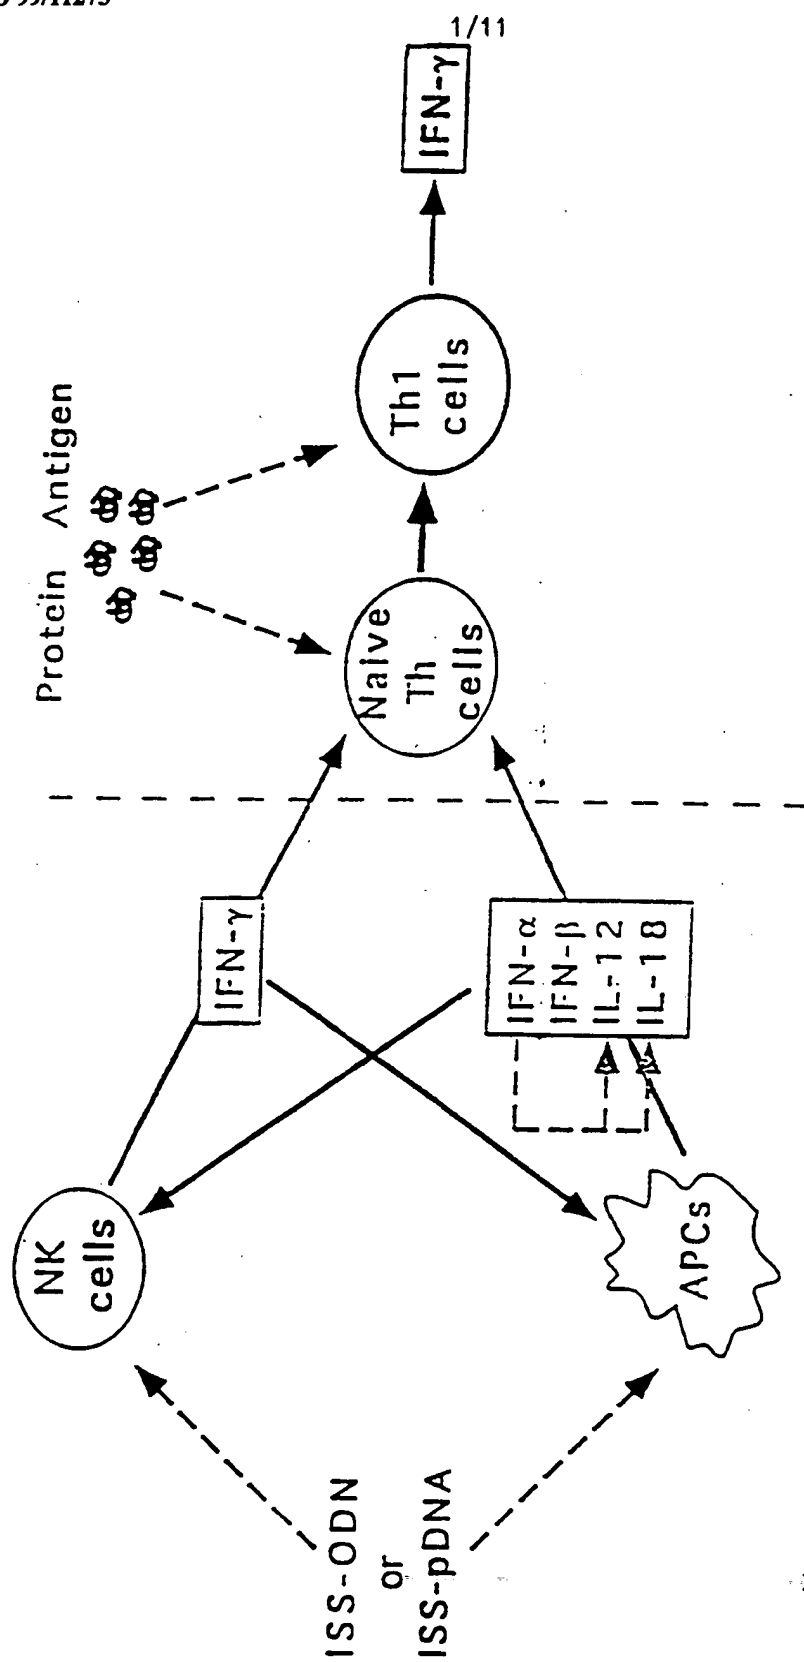 1/11
Protein Antigen
NK
cells
IFN-γ
ISS-ODN
or
ISS-pDNA
IFN-α
IFN-β
IL-12
IL-18
APCs
Naive
Th
cells
Th1
cells
IFN-γ